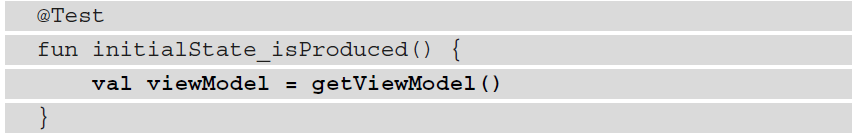 @Test
fun initialState_isProduced() {
    val viewModel = getViewModel()
}